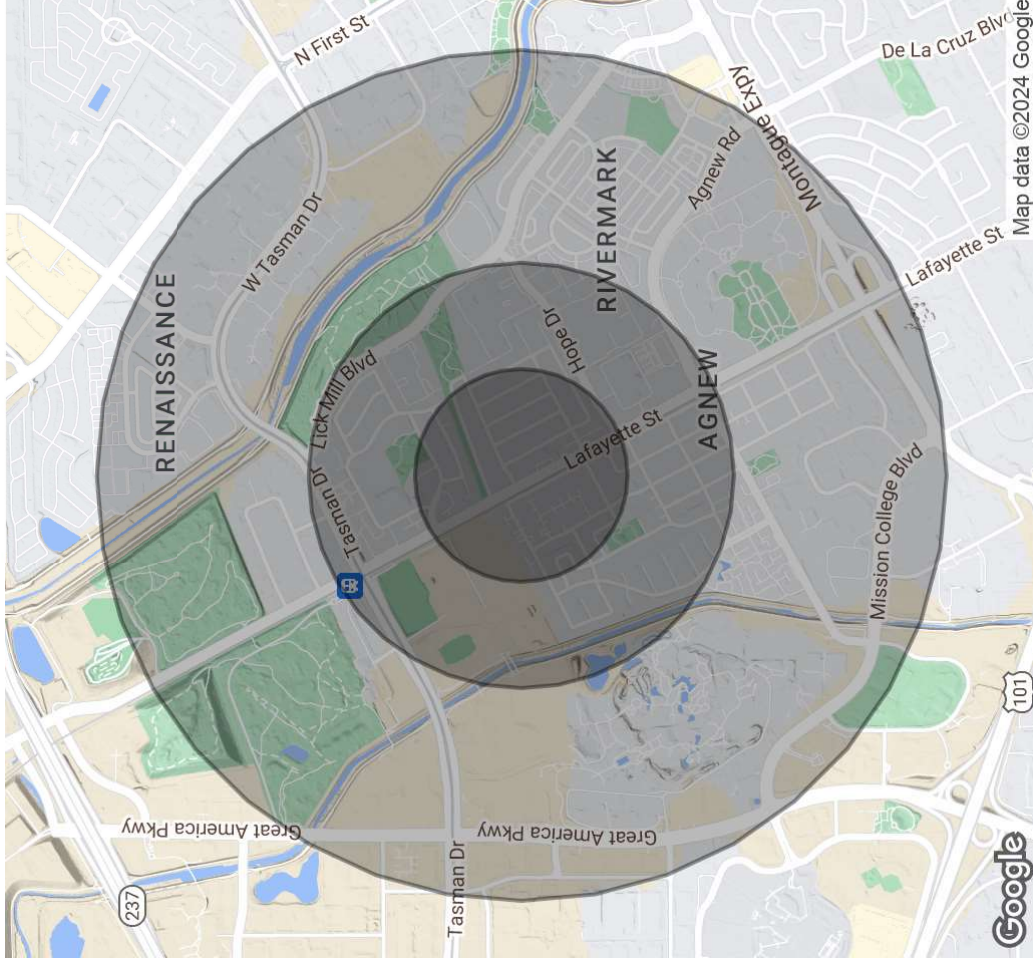 N First St
De La Cruz Blvd
Montague Expy
Agnew Rd
W Tasman Dr
RENAISSANCE
RIVERMARK
Lafayette St
Map data ©2024 Google
Lick Mill Blvd
Hope Dr
AGNEW
Lafayette St
Tasman Dr
Mission College Blvd
101
Great America Pkwy
Great America Pkwy
Tasman Dr
237
Google